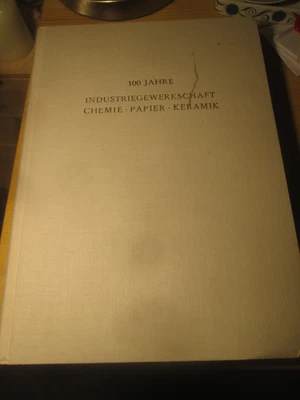 100 JAHRE
INDUSTRIEGEWERKSCHAFT
CHEMIE · PAPIER · KERAMIK